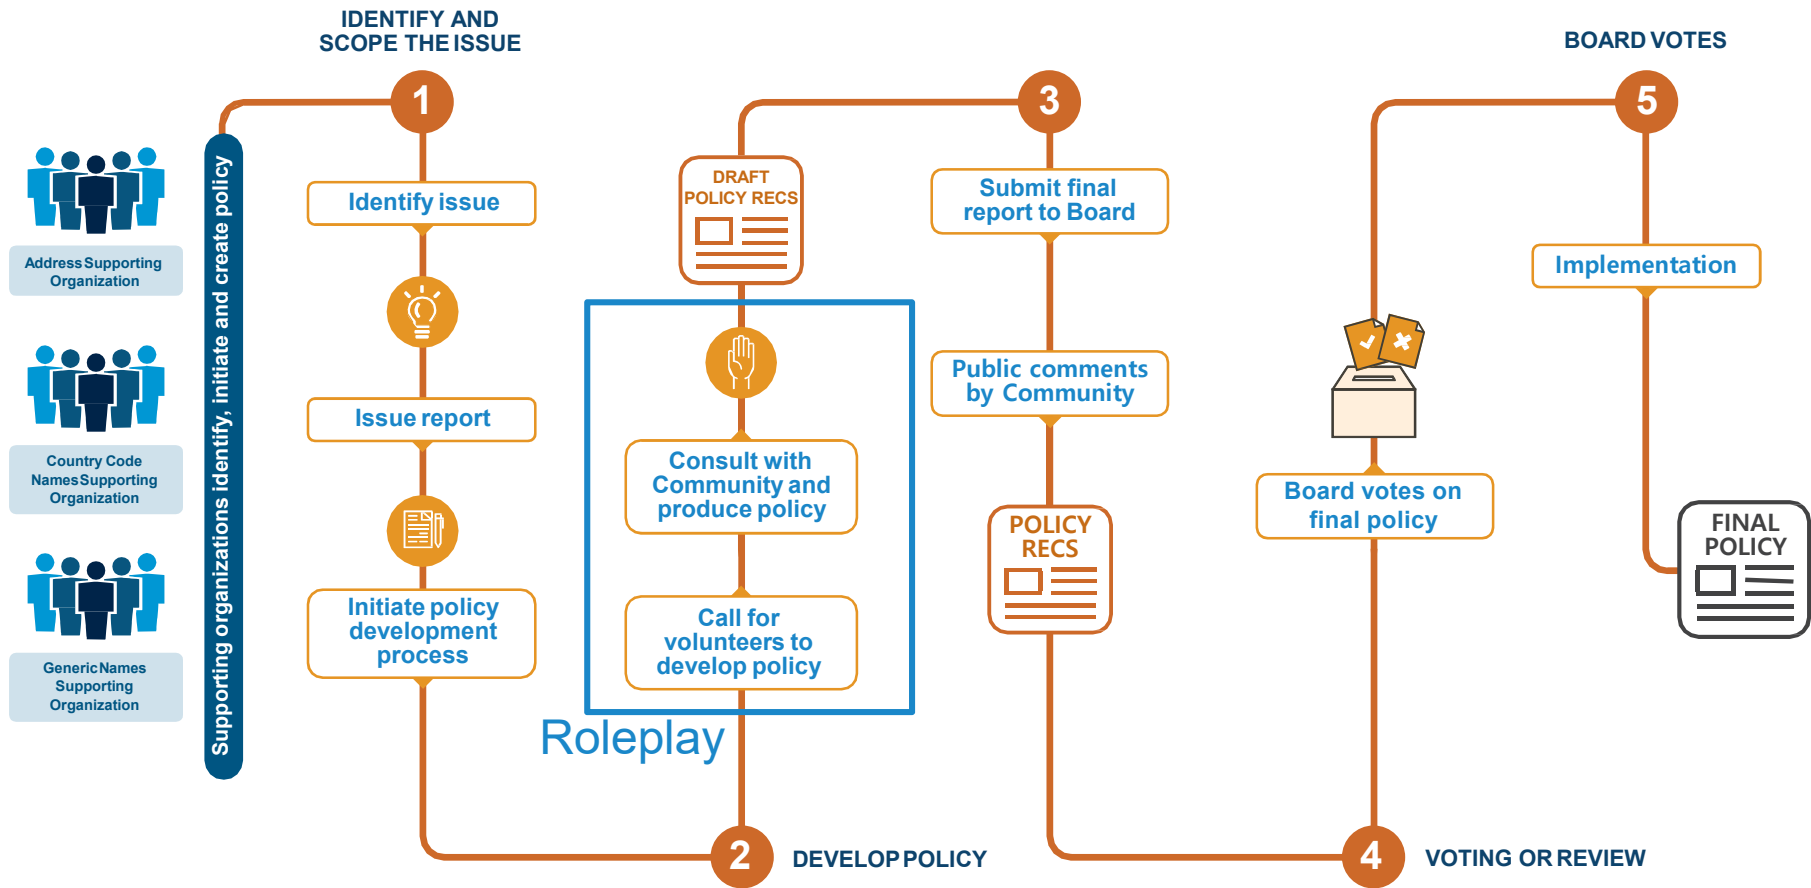 Address Supporting
Organization
Country Code
Names Supporting
Organization
Generic Names
Supporting
Organization
Supporting organizations identify, initiate and create policy
IDENTIFY AND
SCOPE THE ISSUE
1
Identify issue
Issue report
Initiate policy
development
process
2
DEVELOP POLICY
Call for
volunteers to
develop policy
Consult with
Community and
produce policy
Roleplay
DRAFT
POLICY RECS
3
Submit final
report to Board
Public comments
by Community
POLICY
RECS
4
VOTING OR REVIEW
Board votes on
final policy
BOARD VOTES
5
Implementation
FINAL
POLICY